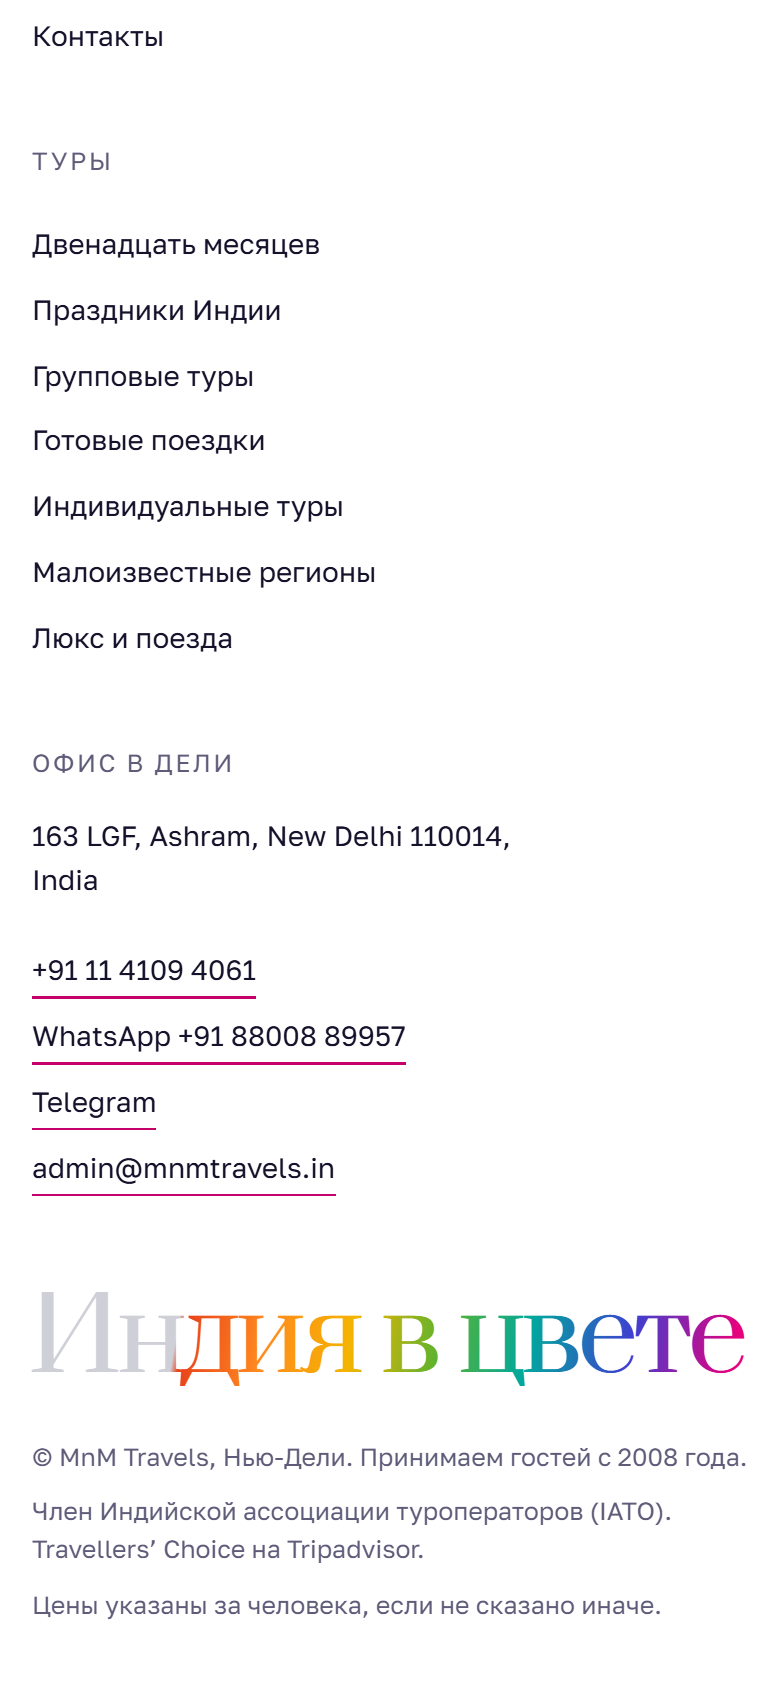 Контакты
ТУРЫ
Двенадцать месяцев
Праздники Индии
Групповые туры
Готовые поездки
Индивидуальные туры
Малоизвестные регионы
Люкс и поезда
ОФИС В ДЕЛИ
163 LGF, Ashram, New Delhi 110014,
India
+91 11 4109 4061
WhatsApp +91 88008 89957
Telegram
admin@mnmtravels.in
Индия в цвете
© MnM Travels, Нью-Дели. Принимаем гостей с 2008 года.
Член Индийской ассоциации туроператоров (IATO).
Travellers’ Choice на Tripadvisor.
Цены указаны за человека, если не сказано иначе.